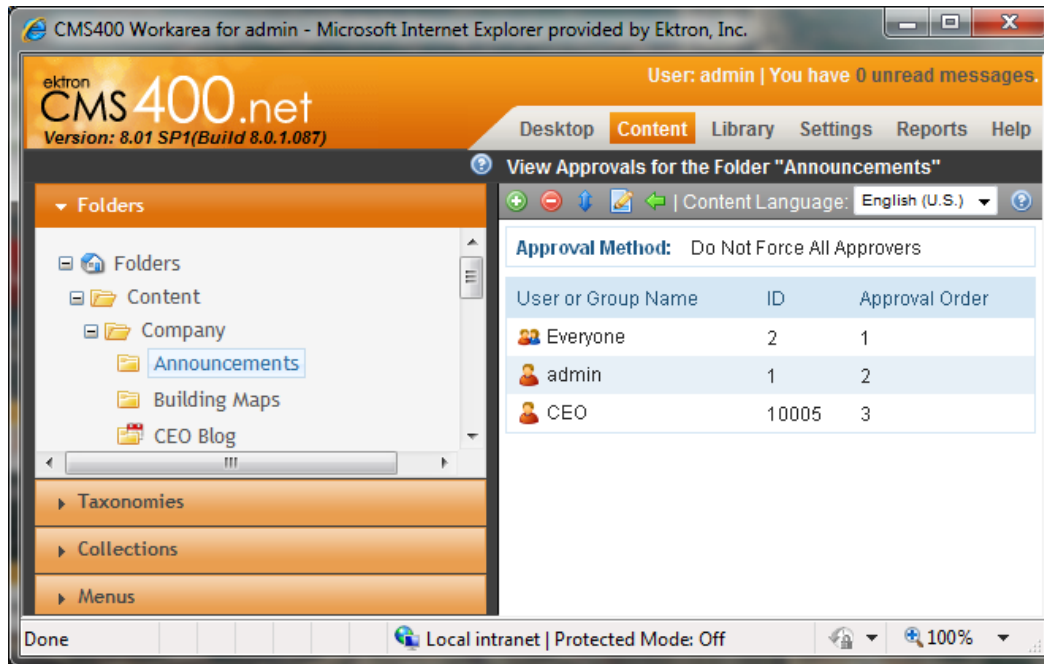 CMS400 Workarea for admin - Microsoft Internet Explorer provided by Ektron, Inc.
User: admin | You have 0 unread messages.
ektron
CMS400.net
Version: 8.01 SP1(Build 8.0.1.087)
Desktop Content Library Settings Reports Help
View Approvals for the Folder "Announcements"
Folders
| Content Language: English (U.S.)
Folders
Content
Company
Announcements
Building Maps
CEO Blog
Approval Method: Do Not Force All Approvers
User or Group Name ID Approval Order
Everyone 2 1
admin 1 2
CEO 10005 3
Taxonomies
Collections
Menus
Done Local intranet | Protected Mode: Off 100%